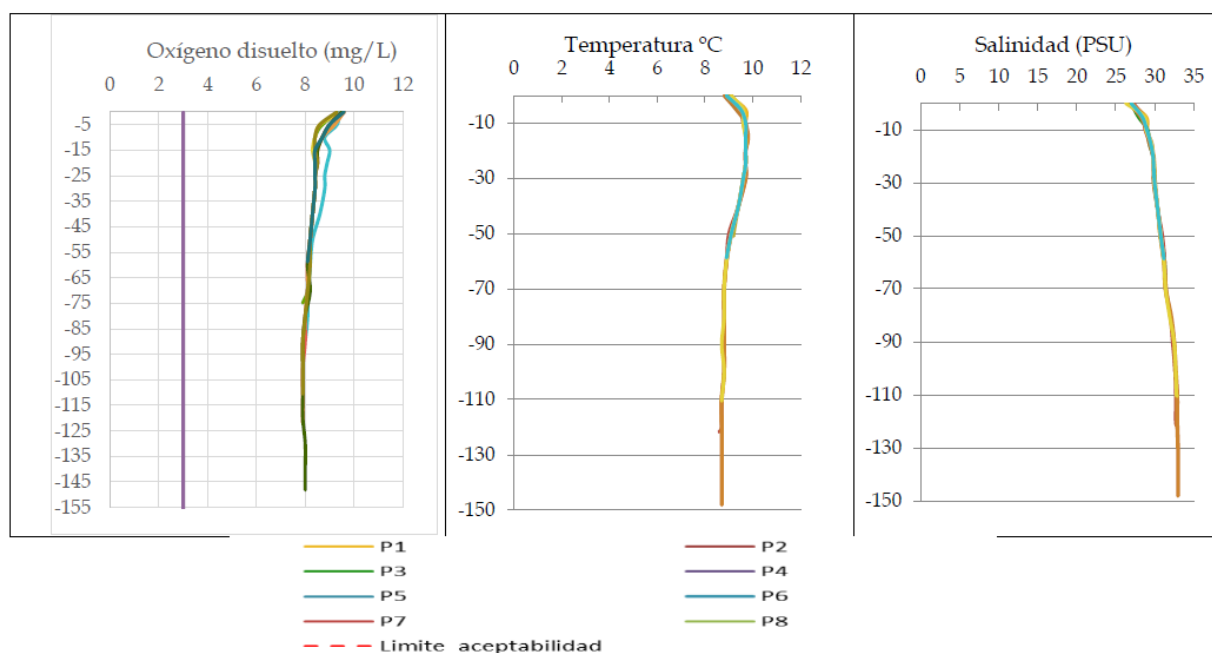 Oxígeno disuelto (mg/L)
0 2 4 6 8 10 12
-5
-15
-25
-35
-45
-55
-65
-75
-85
-95
-105
-115
-125
-135
-145
-155
Temperatura °C
0 2 4 6 8 10 12
-10
-30
-50
-70
-90
-110
-130
-150
Salinidad (PSU)
0 5 10 15 20 25 30 35
-10
-30
-50
-70
-90
-110
-130
-150
P1 P2
P3 P4
P5 P6
P7 P8
Limite aceptabilidad